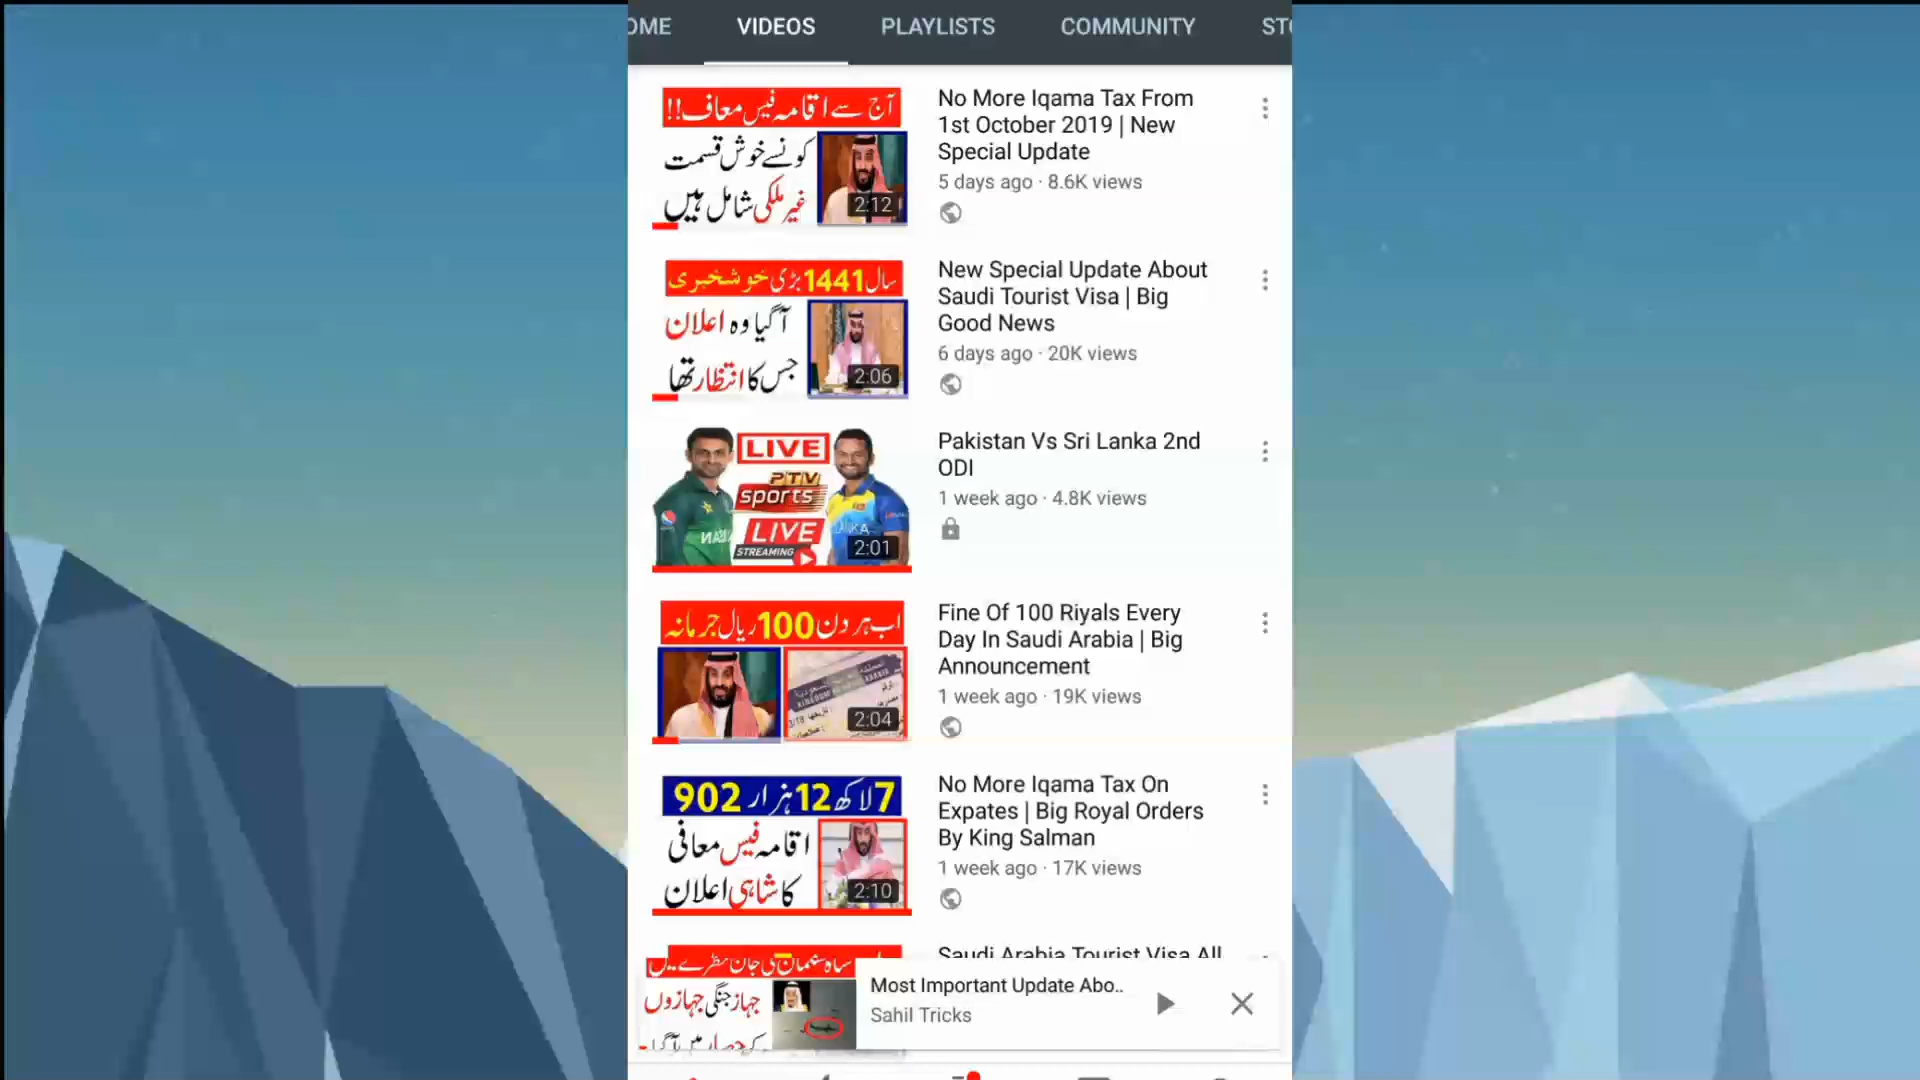 OME VIDEOS PLAYLISTS COMMUNITY STO
آج سے اقامہ فیس معاف!!
کونسے خوش قسمت
غیر ملکی شامل ہیں
2:12
No More Iqama Tax From
1st October 2019 | New
Special Update
5 days ago · 8.6K views
سال 1441 بڑی خوشخبری
آگیا وہ اعلان
جس کا انتظار تھا
2:06
New Special Update About
Saudi Tourist Visa | Big
Good News
6 days ago · 20K views
LIVE
PTV
sports
LIVE
STREAMING
2:01
Pakistan Vs Sri Lanka 2nd
ODI
1 week ago · 4.8K views
اب ہر دن 100 ریال جرمانہ
2:04
Fine Of 100 Riyals Every
Day In Saudi Arabia | Big
Announcement
1 week ago · 19K views
7 لاکھ 12 ہزار 902
اقامہ فیس معافی
کا شاہی اعلان
2:10
No More Iqama Tax On
Expates | Big Royal Orders
By King Salman
1 week ago · 17K views
Saudi Arabia Tourist Visa All
جہاز جنگی جہازوں
Most Important Update Abo..
Sahil Tricks